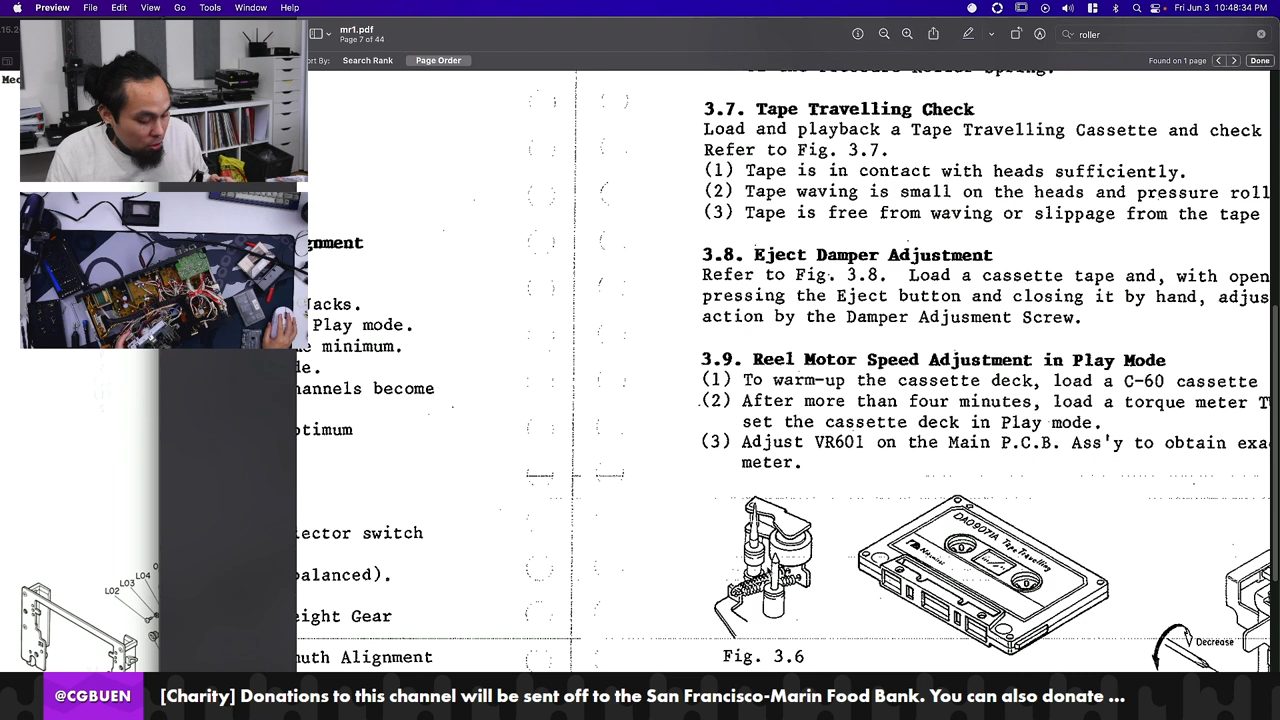 Preview File Edit View Go Tools Window Help Fri Jun 3 10:48:34 PM
mr1.pdf
Page 7 of 44
roller
Sort By: Search Rank Page Order Found on 1 page Done
3.7. Tape Travelling Check
Load and playback a Tape Travelling Cassette and check
Refer to Fig. 3.7.
(1) Tape is in contact with heads sufficiently.
(2) Tape waving is small on the heads and pressure roll
(3) Tape is free from waving or slippage from the tape
3.8. Eject Damper Adjustment
Refer to Fig. 3.8. Load a cassette tape and, with open
pressing the Eject button and closing it by hand, adjus
action by the Damper Adjusment Screw.
3.9. Reel Motor Speed Adjustment in Play Mode
(1) To warm-up the cassette deck, load a C-60 cassette
(2) After more than four minutes, load a torque meter T
set the cassette deck in Play mode.
(3) Adjust VR601 on the Main P.C.B. Ass'y to obtain exa
meter.
DA09071A Tape Travelling
Fig. 3.6
Decrease
gnment
Jacks.
Play mode.
e minimum.
de.
hannels become
ptimum
lector switch
balanced).
eight Gear
muth Alignment
L04
L03
L02
@CGBUEN
[Charity] Donations to this channel will be sent off to the San Francisco-Marin Food Bank. You can also donate ...